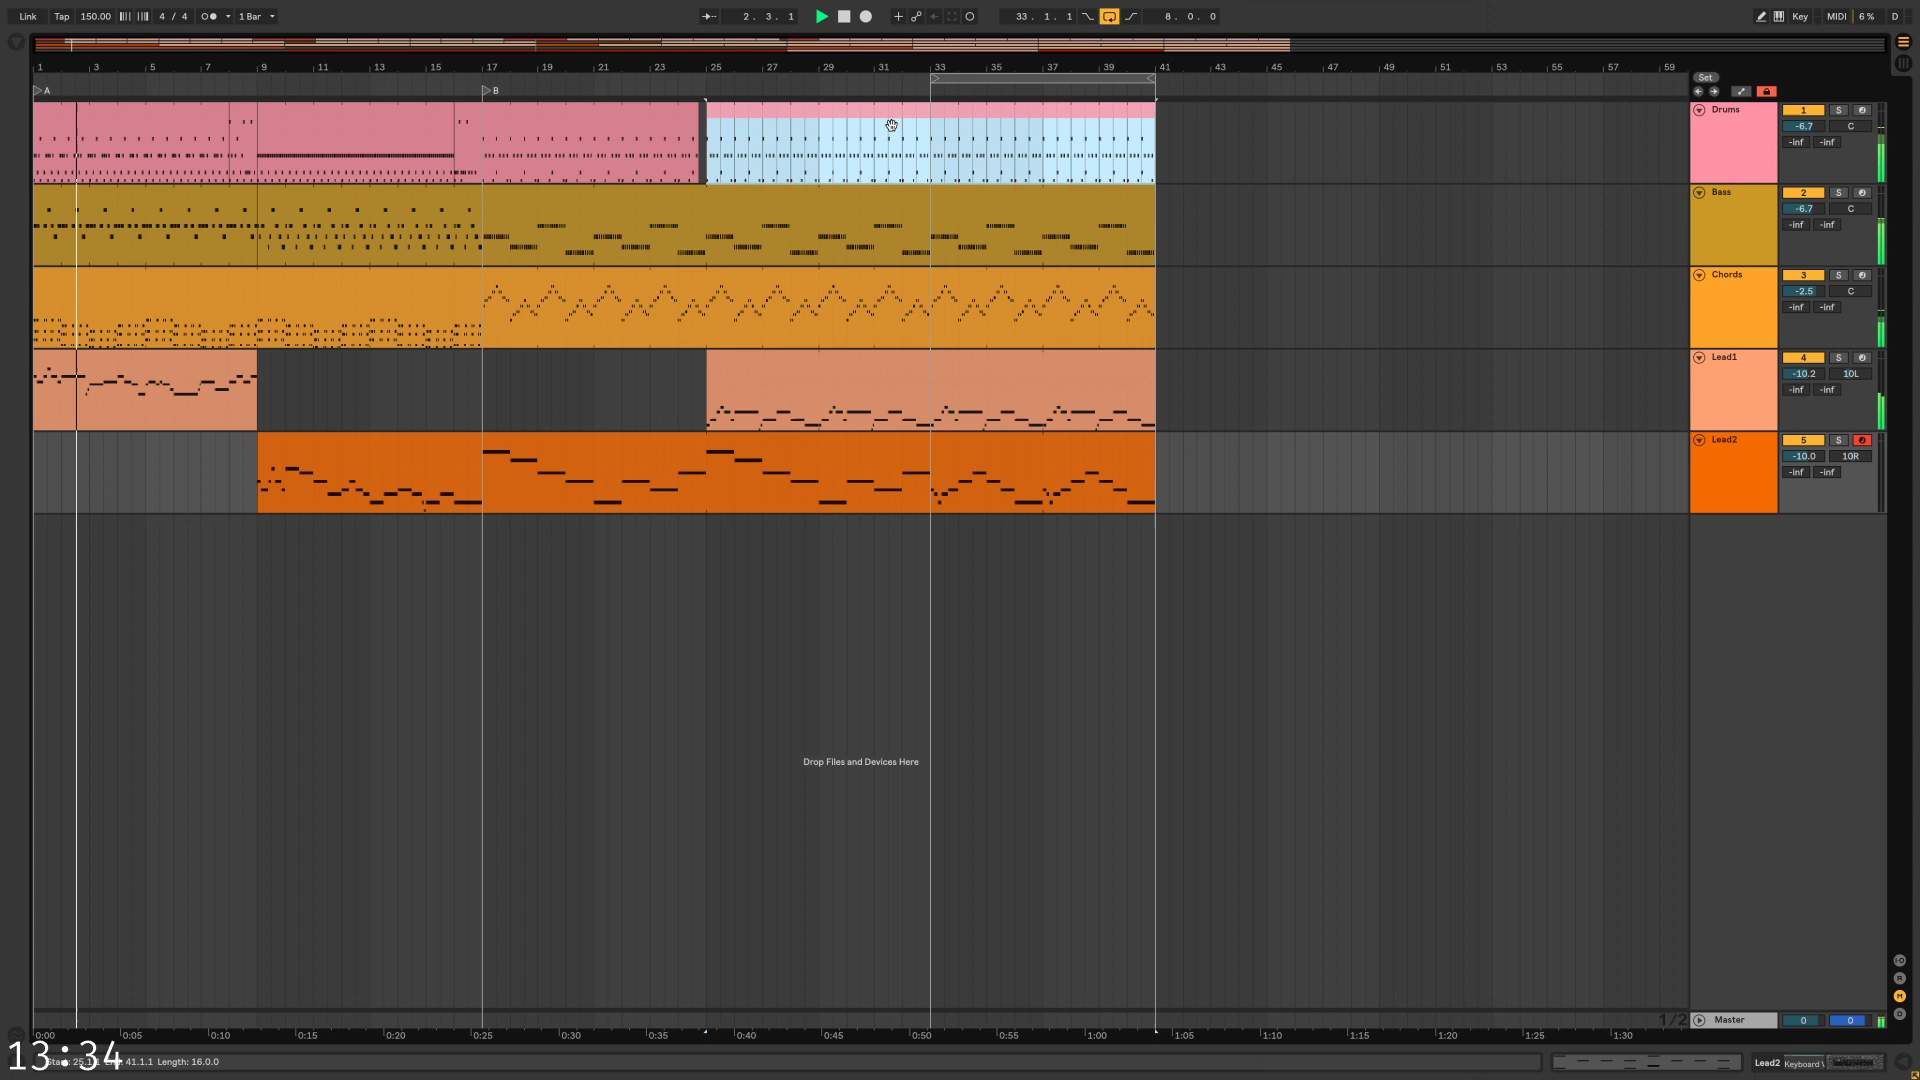 Link Tap 150.00 4 / 4 1 Bar 2. 3. 1 33. 1. 1 8. 0. 0 Key MIDI 6 % D
1 3 5 7 9 11 13 15 17 19 21 23 25 27 29 31 33 35 37 39 41 43 45 47 49 51 53 55 57 59
Set
A B
Drums 1 S
-6.7 C
-inf -inf
Bass 2 S
-6.7 C
-inf -inf
Chords 3 S
-2.5 C
-inf -inf
Lead1 4 S
-10.2 10L
-inf -inf
Lead2 5 S
-10.0 10R
-inf -inf
Drop Files and Devices Here
R
M
D
1/2 Master 0 0
0:00 0:05 0:10 0:15 0:20 0:25 0:30 0:35 0:40 0:45 0:50 0:55 1:00 1:05 1:10 1:15 1:20 1:25 1:30
13:34
41.1.1 Length: 16.0.0
Lead2 Keyboard